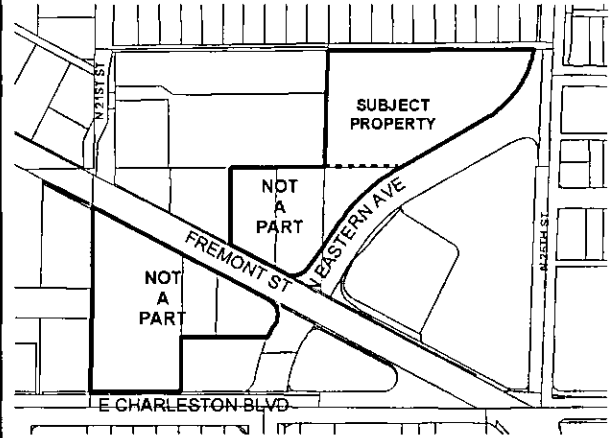 N 21ST ST
SUBJECT
PROPERTY
NOT
A
PART
N EASTERN AVE
N 25TH ST
FREMONT ST
NOT
A
PART
E CHARLESTON BLVD